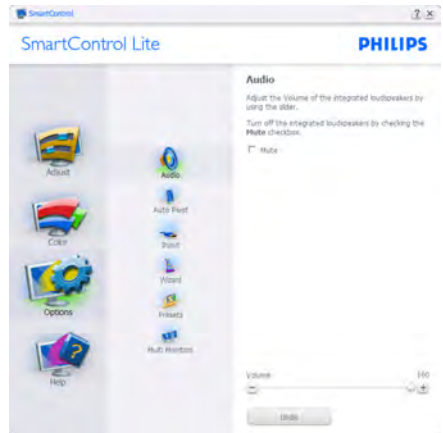 SmartControl
? ×
SmartControl Lite
PHILIPS
Audio
Adjust the Volume of the integrated loudspeakers by
using the slider.
Turn off the integrated loudspeakers by checking the
Mute checkbox.
Mute
Adjust
Color
Options
Help
Audio
Auto Pivot
Input
Wizard
Presets
Multi Monitors
Volume
100
Undo